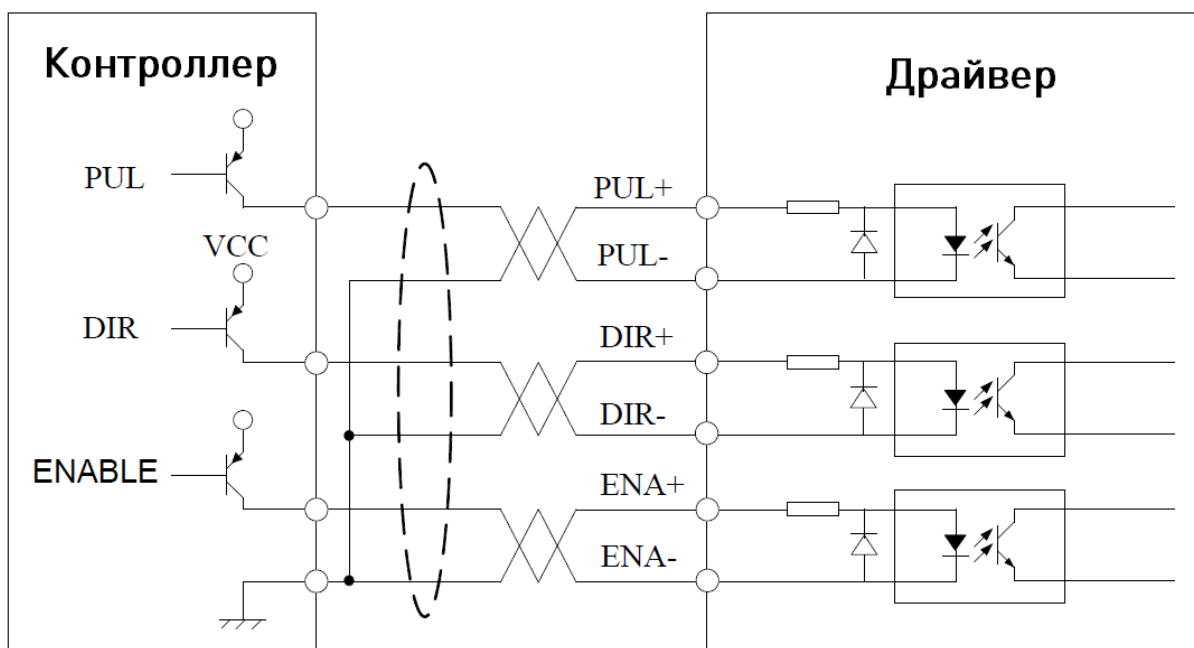 Контроллер
Драйвер
PUL
PUL+
VCC
PUL-
DIR
DIR+
DIR-
ENABLE
ENA+
ENA-